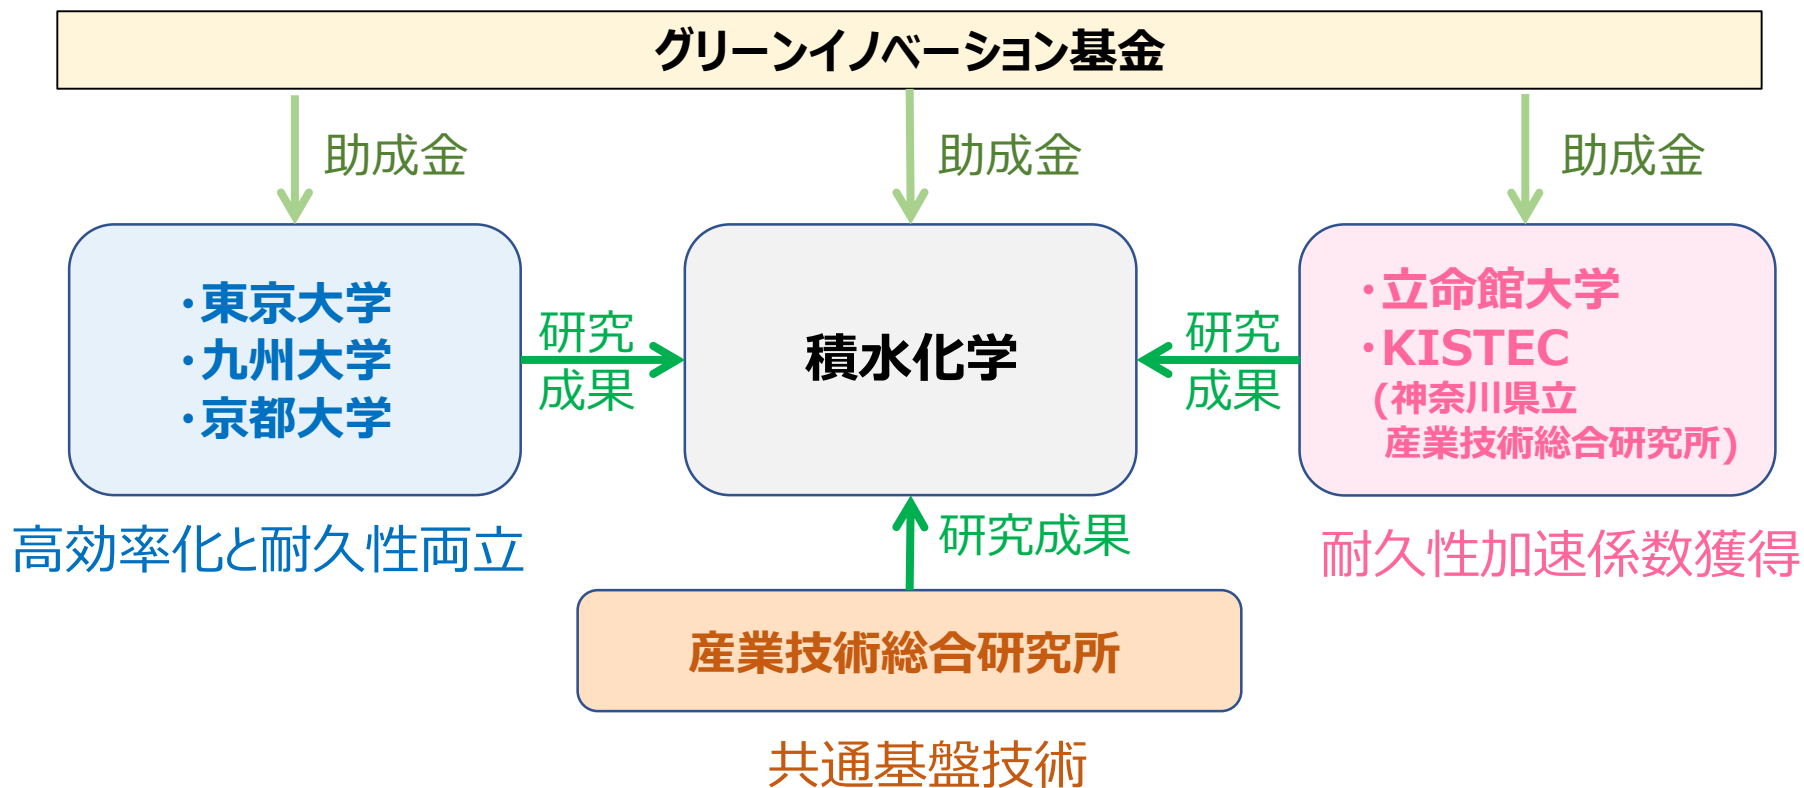 グリーンイノベーション基金
助成金
助成金
助成金
・東京大学
・九州大学
・京都大学
研究
成果
積水化学
研究
成果
・立命館大学
・KISTEC
(神奈川県立
産業技術総合研究所)
高効率化と耐久性両立
研究成果
耐久性加速係数獲得
産業技術総合研究所
共通基盤技術